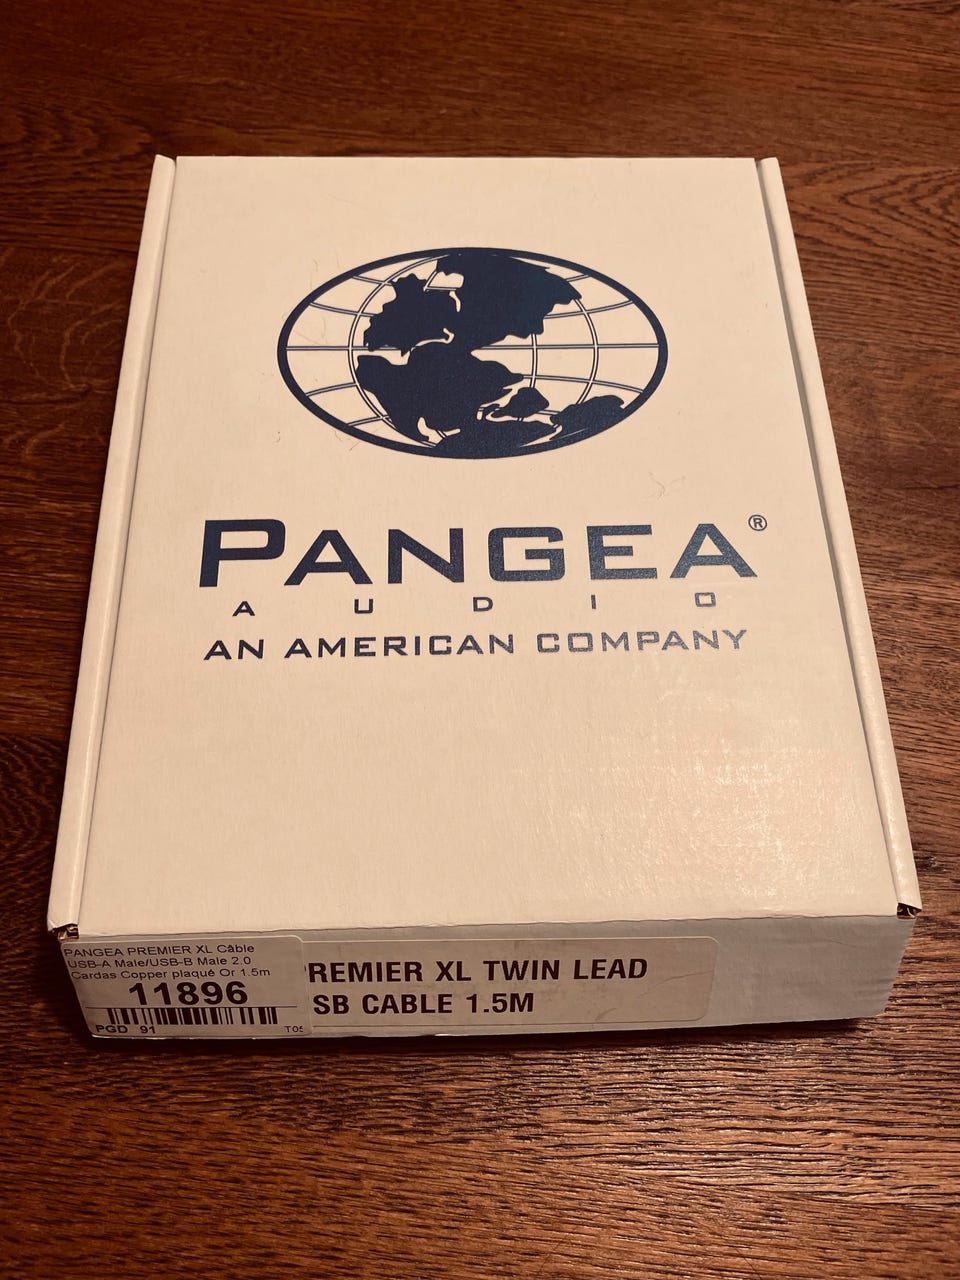 PANGEA®
AUDIO
AN AMERICAN COMPANY
PANGEA PREMIER XL Câble
USB-A Male/USB-B Male 2.0
Cardas Copper plaqué Or 1.5m
11896
PGD 91
REMIER XL TWIN LEAD
SB CABLE 1.5M